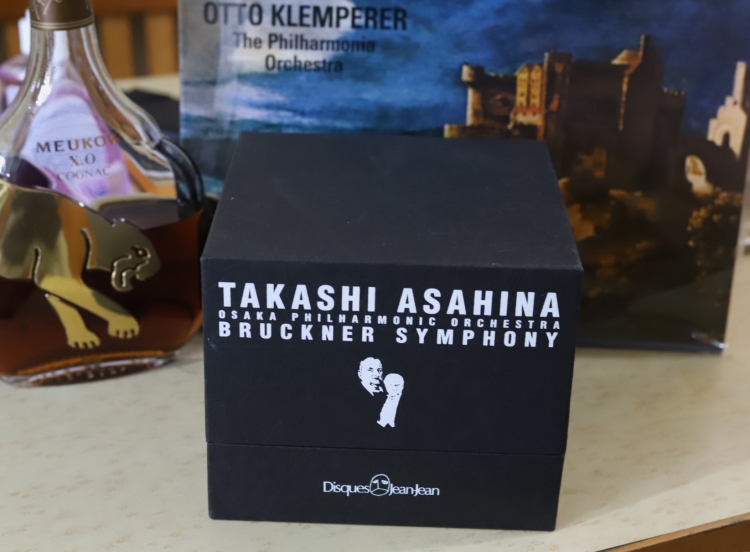 OTTO KLEMPERER
The Philharmonia
Orchestra
MEUKOW
X.O
COGNAC
TAKASHI ASAHINA
OSAKA PHILHARMONIC ORCHESTRA
BRUCKNER SYMPHONY
Disques Jean-Jean